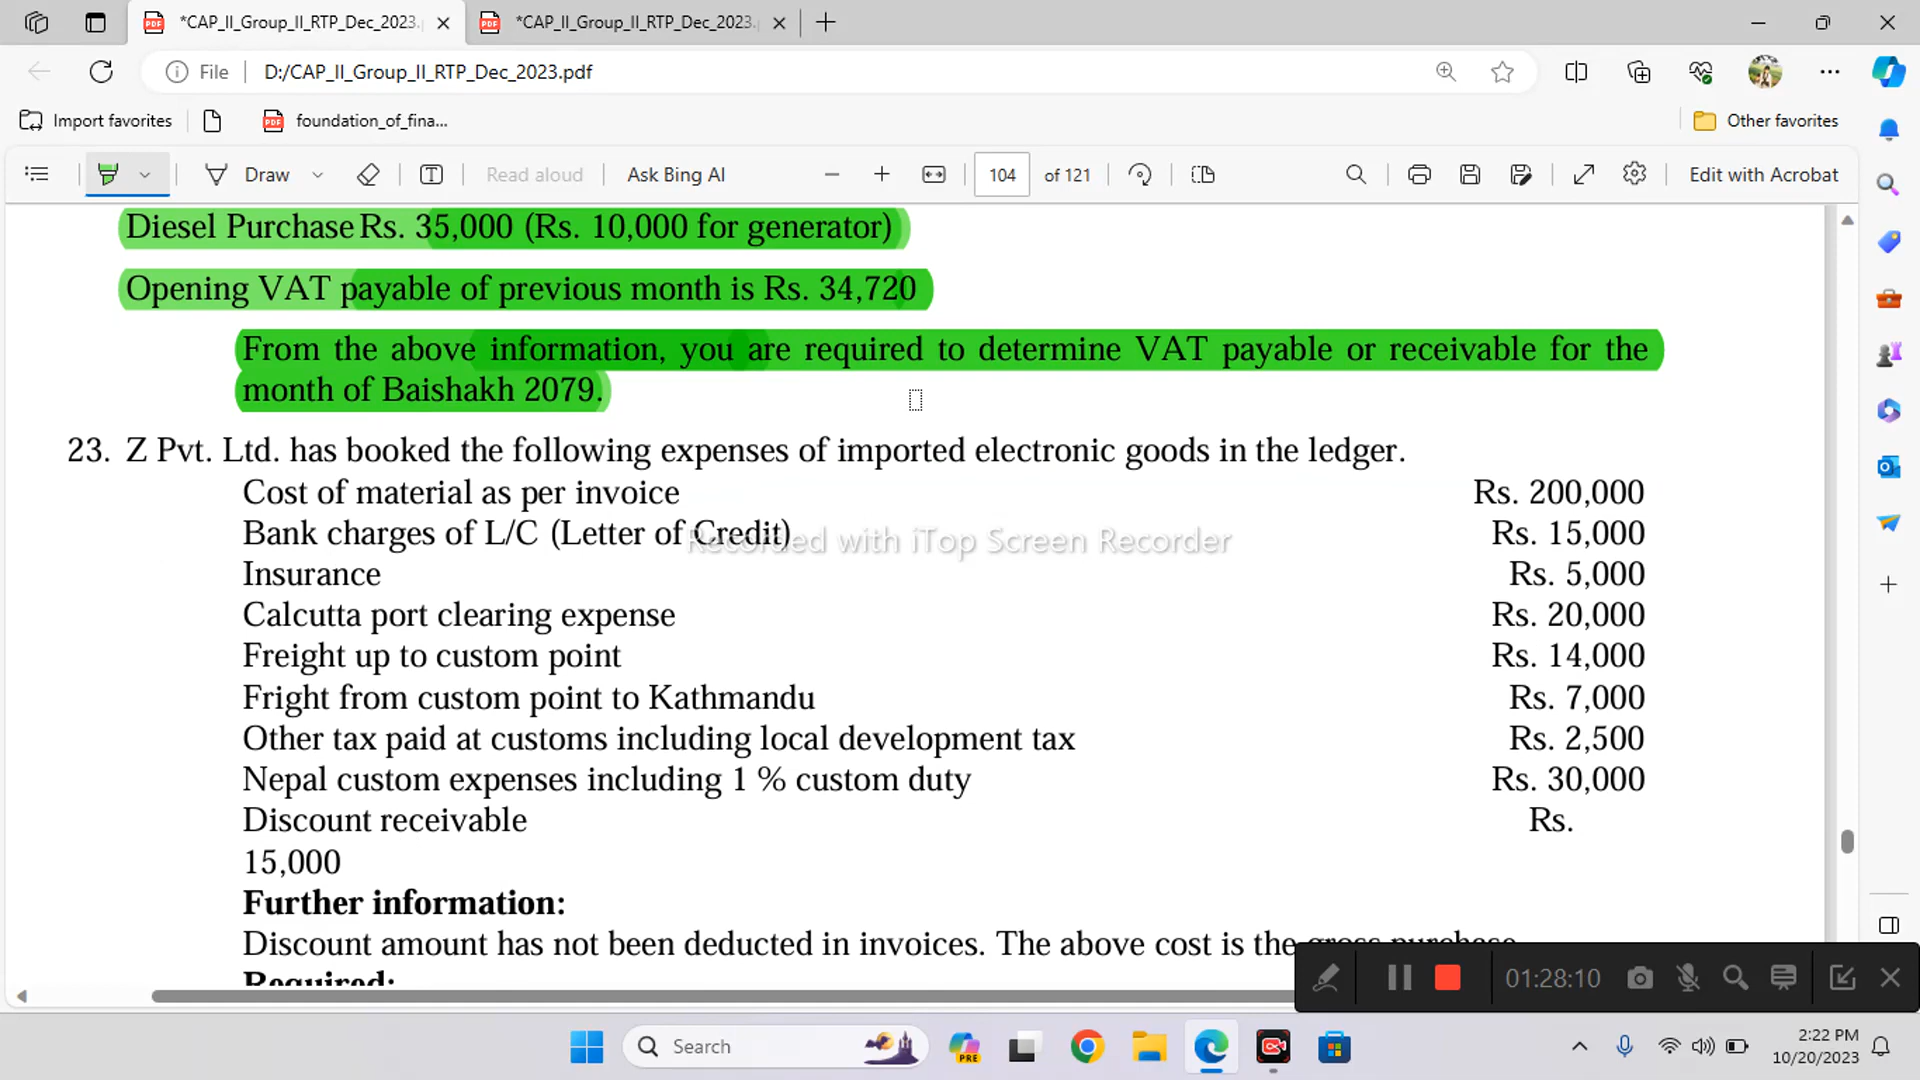 *CAP_II_Group_II_RTP_Dec_2023.
*CAP_II_Group_II_RTP_Dec_2023.
File
D:/CAP_II_Group_II_RTP_Dec_2023.pdf
Import favorites
foundation_of_fina...
Other favorites
Draw
Read aloud
Ask Bing AI
104 of 121
Edit with Acrobat
Diesel Purchase Rs. 35,000 (Rs. 10,000 for generator)
Opening VAT payable of previous month is Rs. 34,720
From the above information, you are required to determine VAT payable or receivable for the
month of Baishakh 2079.
23. Z Pvt. Ltd. has booked the following expenses of imported electronic goods in the ledger.
Cost of material as per invoice Rs. 200,000
Bank charges of L/C (Letter of Credit) Rs. 15,000
Recorded with iTop Screen Recorder
Insurance Rs. 5,000
Calcutta port clearing expense Rs. 20,000
Freight up to custom point Rs. 14,000
Fright from custom point to Kathmandu Rs. 7,000
Other tax paid at customs including local development tax Rs. 2,500
Nepal custom expenses including 1 % custom duty Rs. 30,000
Discount receivable Rs.
15,000
Further information:
Discount amount has not been deducted in invoices. The above cost is the gross purchase
Required:
01:28:10
Search
PRE
2:22 PM
10/20/2023